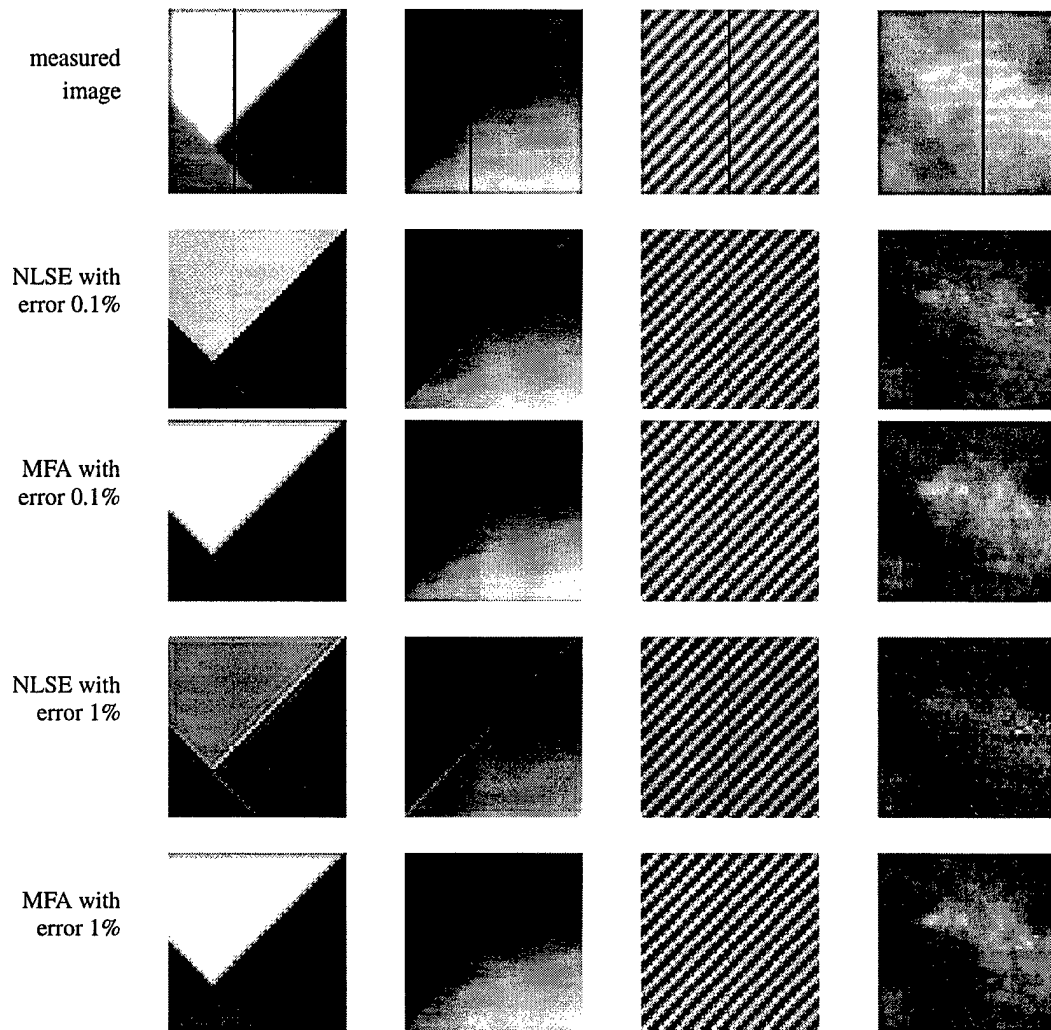 measured
image
NLSE with
error 0.1%
MFA with
error 0.1%
NLSE with
error 1%
MFA with
error 1%